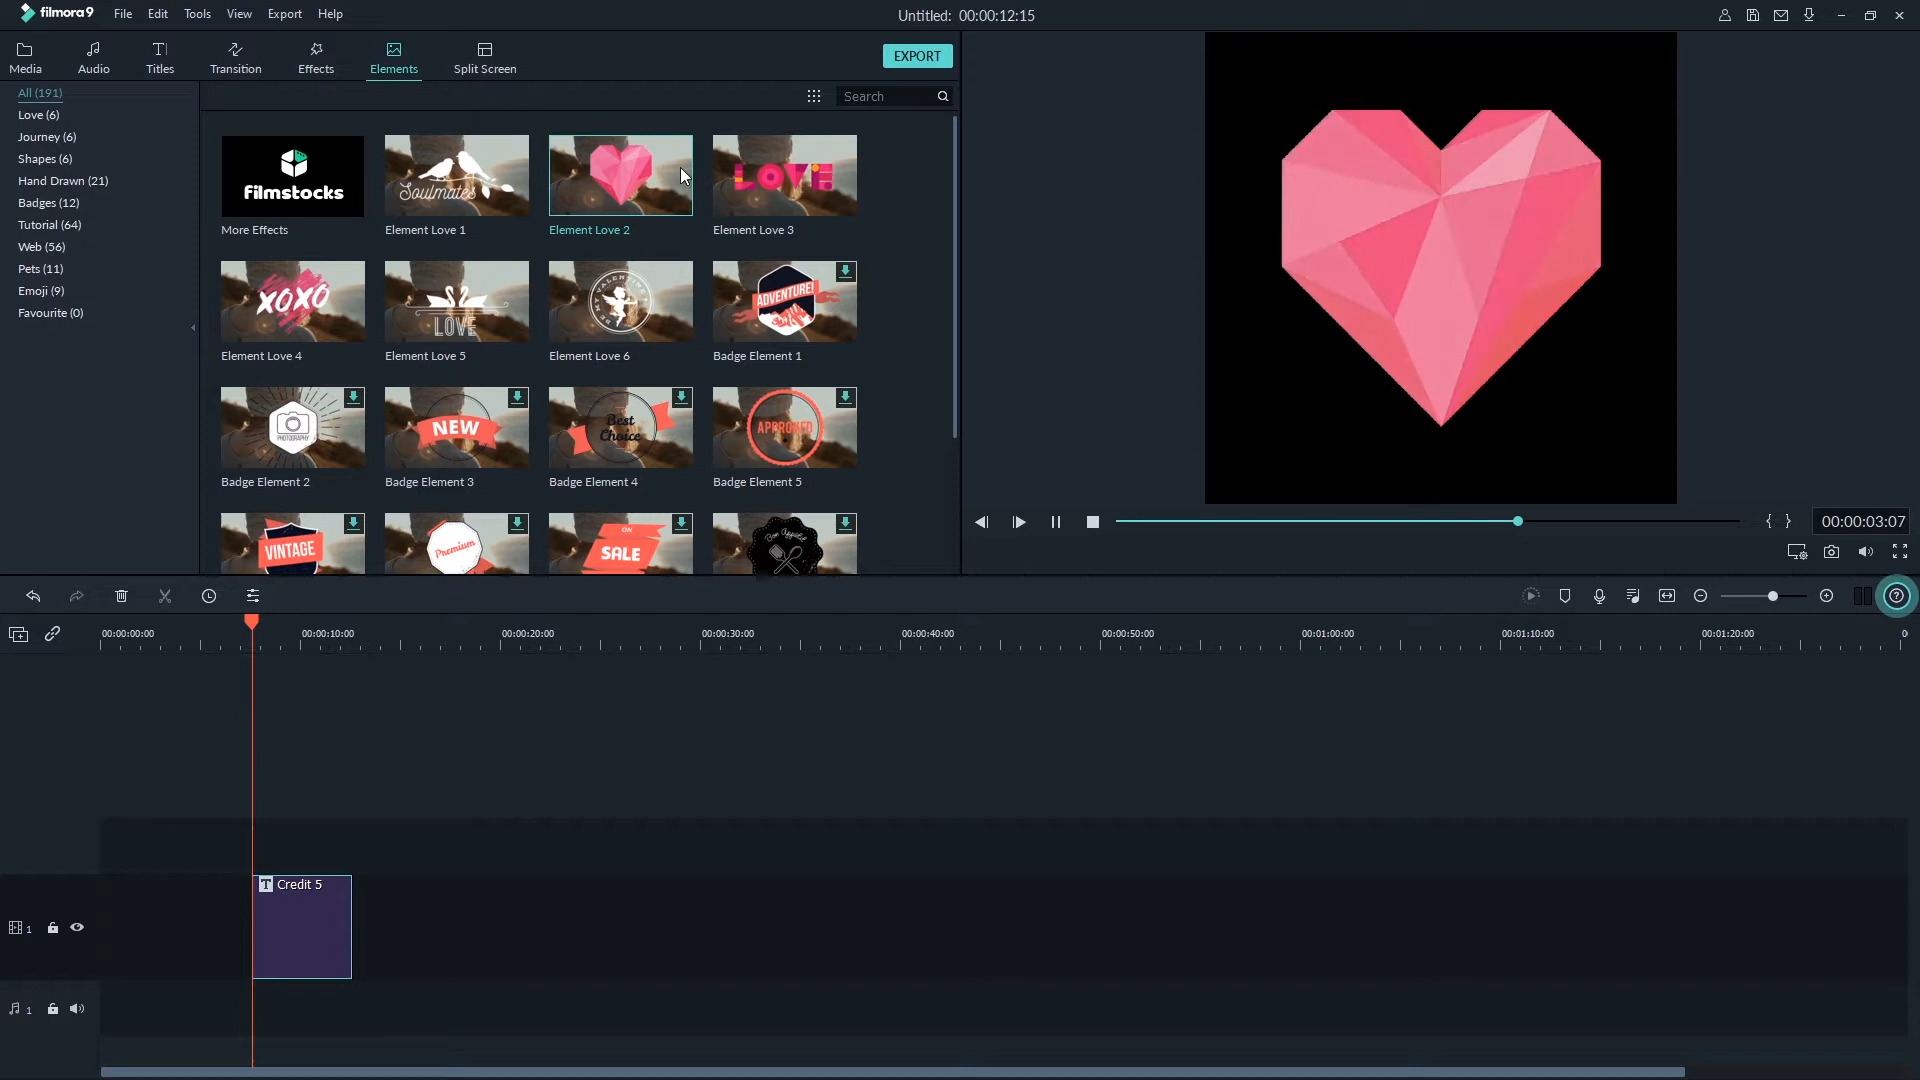 filmora9 File Edit Tools View Export Help Untitled: 00:00:12:15
Media Audio Titles Transition Effects Elements Split Screen EXPORT
All (191)
Love (6)
Journey (6)
Shapes (6)
Hand Drawn (21)
Badges (12)
Tutorial (64)
Web (56)
Pets (11)
Emoji (9)
Favourite (0)
Search
filmstocks
Soulmates
LOVE
More Effects Element Love 1 Element Love 2 Element Love 3
XOXO
LOVE
BE MY VALENTINE
ADVENTURE!
Element Love 4 Element Love 5 Element Love 6 Badge Element 1
PHOTOGRAPHY
NEW
Best
Choice
APPROVED
Badge Element 2 Badge Element 3 Badge Element 4 Badge Element 5
VINTAGE
Premium
ON
SALE
Bon Appetit
00:00:03:07
00:00:00:00 00:00:10:00 00:00:20:00 00:00:30:00 00:00:40:00 00:00:50:00 00:01:00:00 00:01:10:00 00:01:20:00 0
T Credit 5
1
1